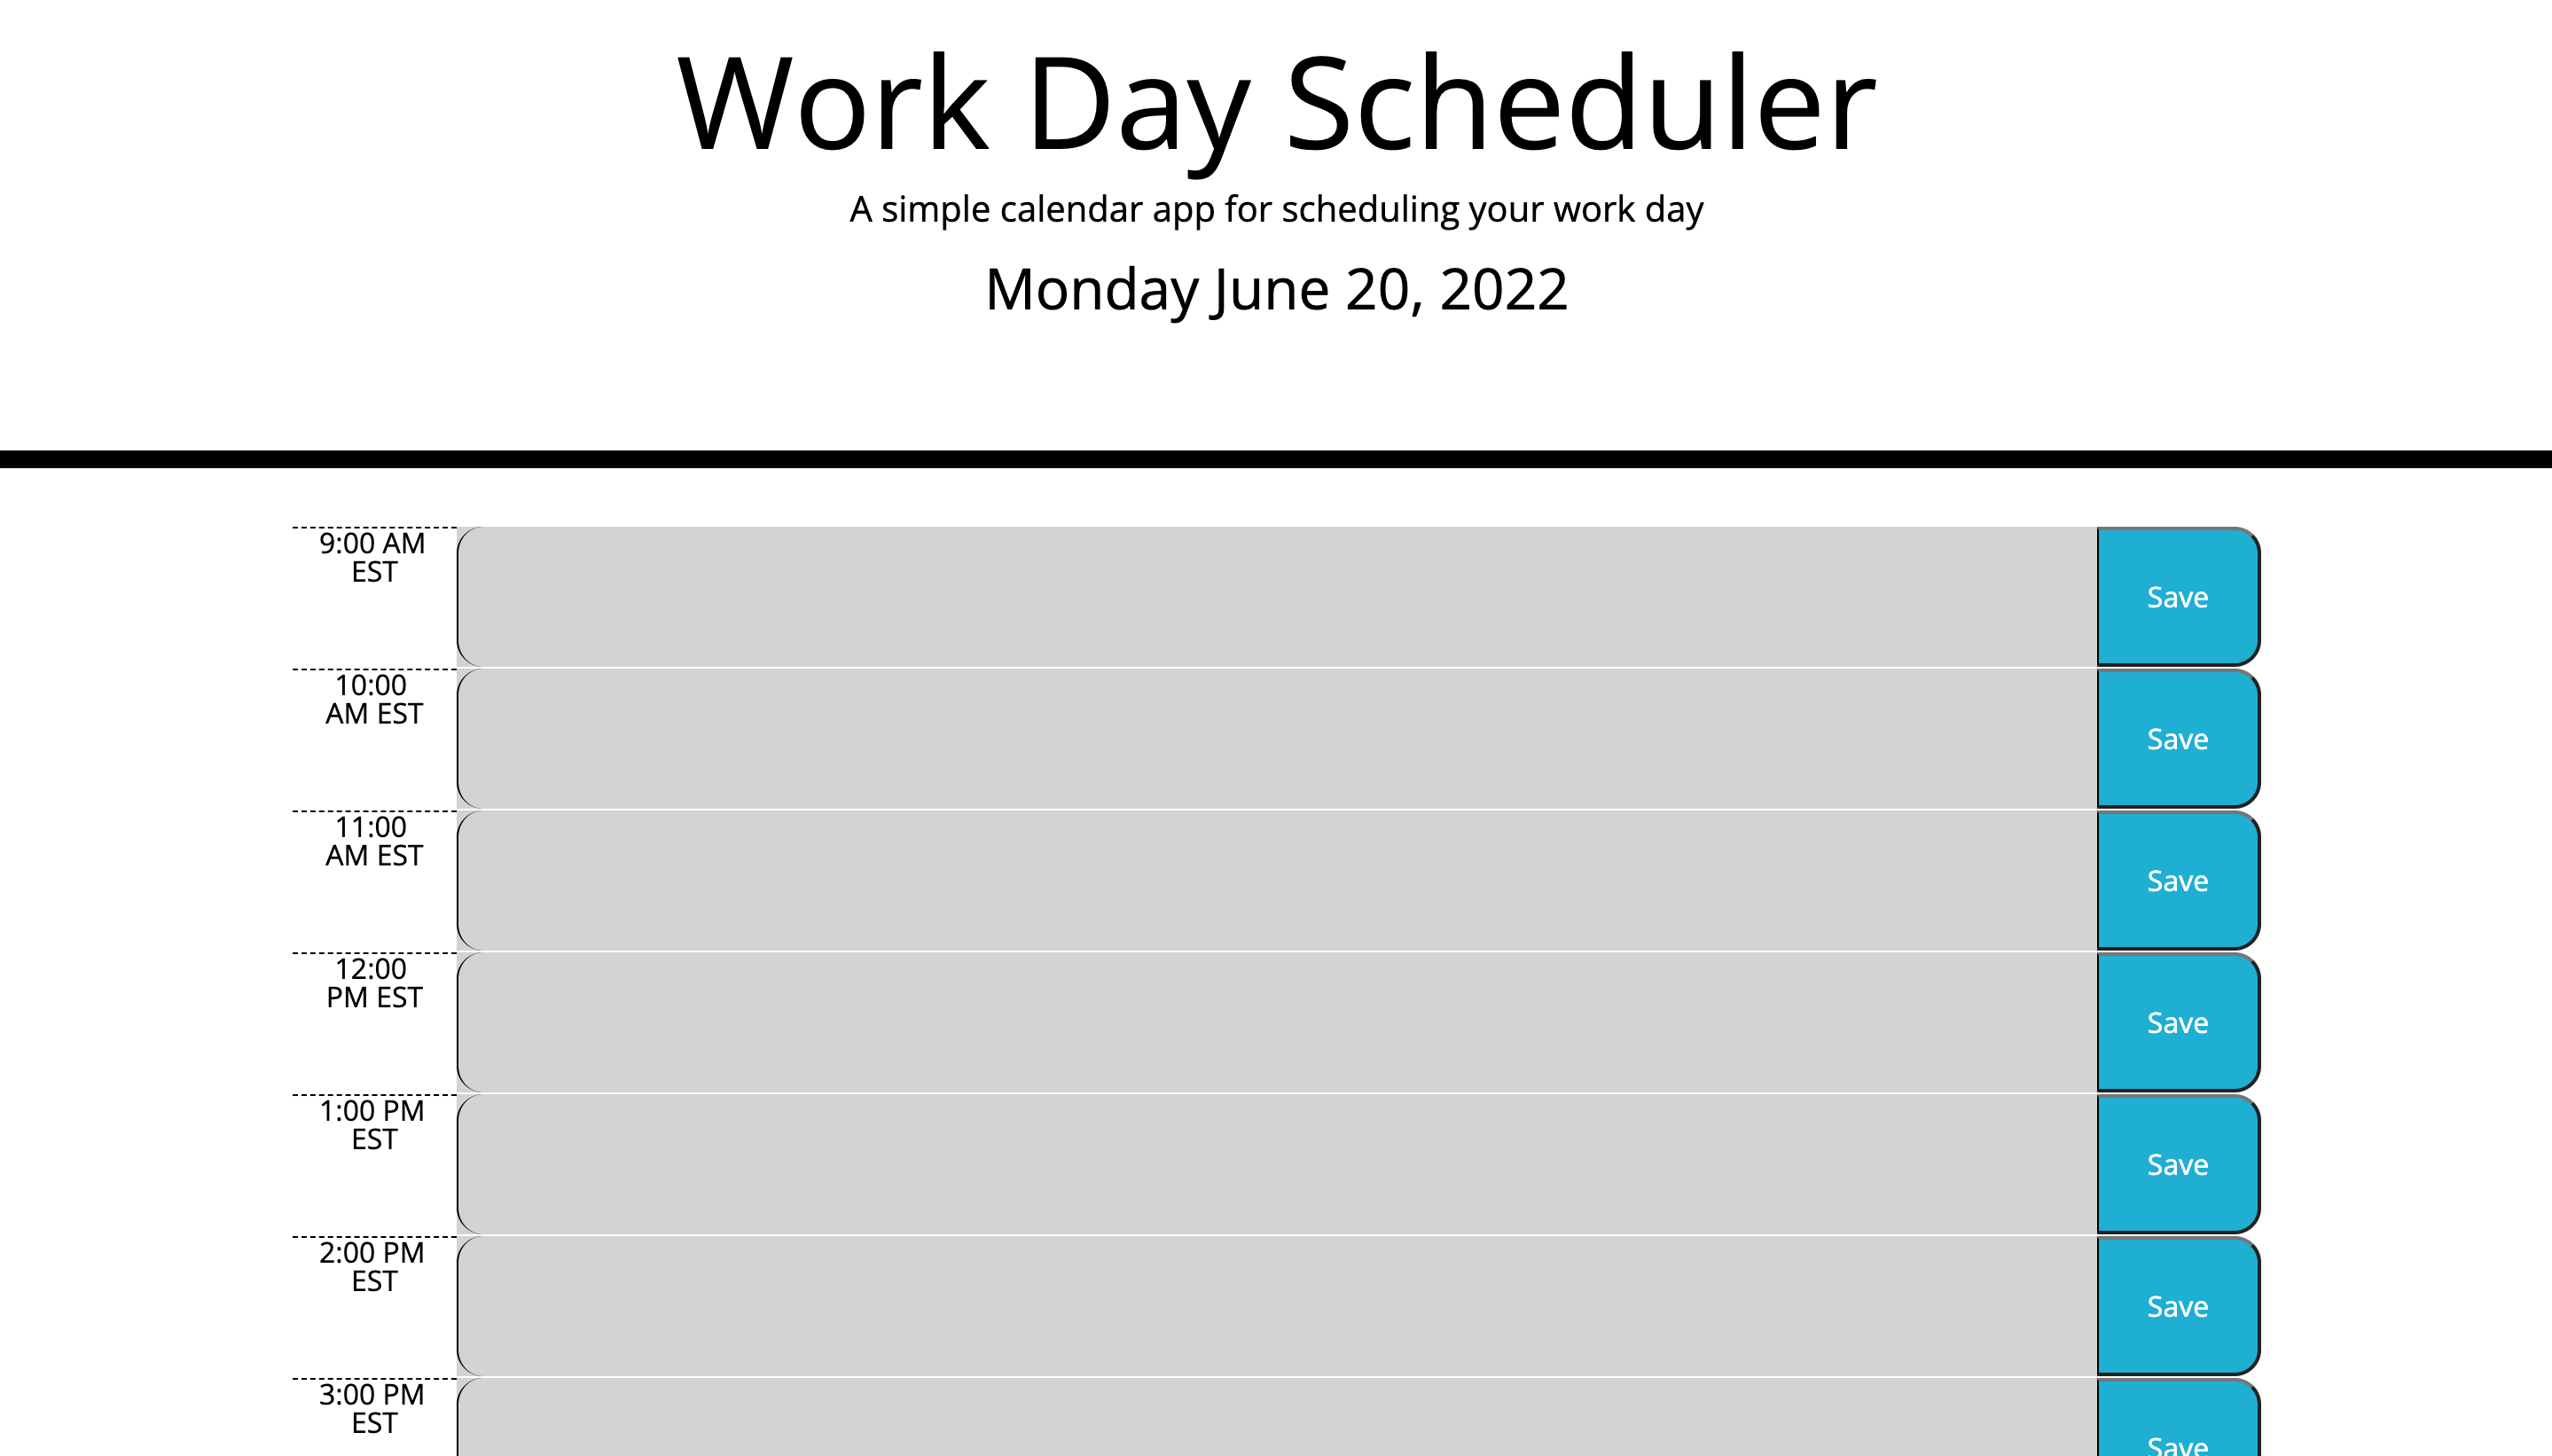 Work Day Scheduler
A simple calendar app for scheduling your work day
Monday June 20, 2022
9:00 AM
EST
Save
10:00
AM EST
Save
11:00
AM EST
Save
12:00
PM EST
Save
1:00 PM
EST
Save
2:00 PM
EST
Save
3:00 PM
EST
Save